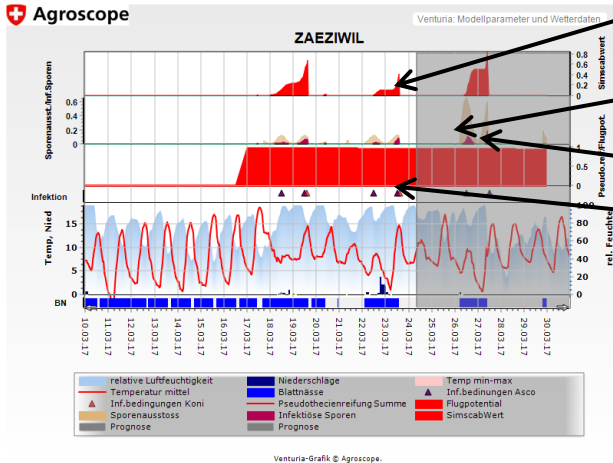 Agroscope
Venturia: Modellparameter und Wetterdaten
ZAEZIWIL
Sporenaust./Inf.Sporen
0.6
0.4
0.2
0
0.8
0.6
0.4
0.2
0
Simscabwert
1
0.5
0
Pseudo.rei/Flugpot.
Infektion
Temp, Nied
15
10
5
0
100
80
60
40
20
0
rel. Feuchte
BN
10.03.17
11.03.17
12.03.17
13.03.17
14.03.17
15.03.17
16.03.17
17.03.17
18.03.17
19.03.17
20.03.17
21.03.17
22.03.17
23.03.17
24.03.17
25.03.17
26.03.17
27.03.17
28.03.17
29.03.17
30.03.17
relative Luftfeuchtigkeit Niederschläge Temp min-max
Temperatur mittel Blattnässe Inf.bedinungen Asco
Inf.bedingungen Koni Pseudothecienreifung Summe Flugpotential
Sporenausstoss Infektiöse Sporen SimscabWert
Prognose Prognose
Venturia-Grafik © Agroscope.